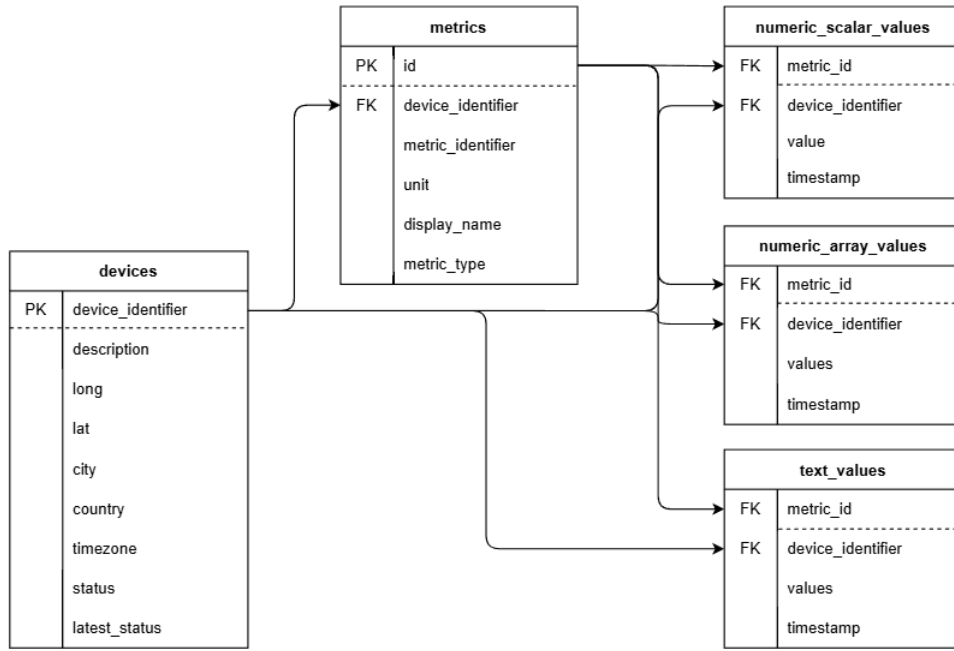 metrics
PK id
FK device_identifier
metric_identifier
unit
display_name
metric_type
devices
PK device_identifier
description
long
lat
city
country
timezone
status
latest_status
numeric_scalar_values
FK metric_id
FK device_identifier
value
timestamp
numeric_array_values
FK metric_id
FK device_identifier
values
timestamp
text_values
FK metric_id
FK device_identifier
values
timestamp